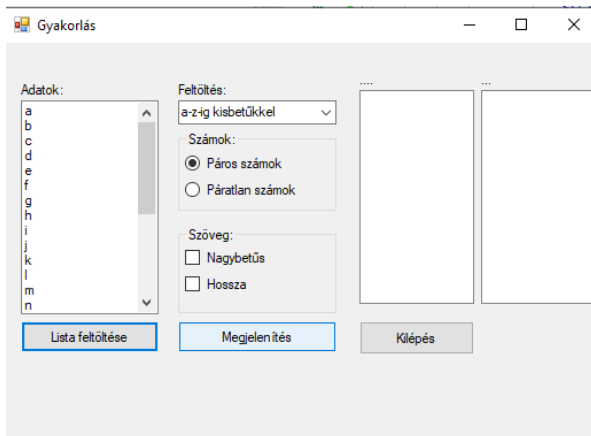 Gyakorlás
Adatok:
a
b
c
d
e
f
g
h
i
j
k
l
m
n
Lista feltöltése
Feltöltés:
a-z-ig kisbetűkkel
Számok:
Páros számok
Páratlan számok
Szöveg:
Nagybetűs
Hossza
Megjelenítés
....
...
Kilépés